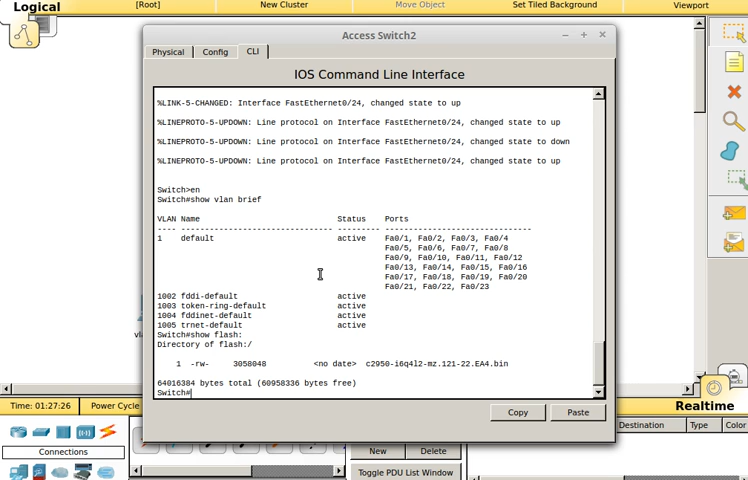 Logical
[Root]
New Cluster
Move Object
Set Tiled Background
Viewport
Access Switch2
Physical
Config
CLI
IOS Command Line Interface
%LINK-5-CHANGED: Interface FastEthernet0/24, changed state to up
%LINEPROTO-5-UPDOWN: Line protocol on Interface FastEthernet0/24, changed state to up
%LINEPROTO-5-UPDOWN: Line protocol on Interface FastEthernet0/24, changed state to down
%LINEPROTO-5-UPDOWN: Line protocol on Interface FastEthernet0/24, changed state to up
Switch>en
Switch#show vlan brief
VLAN Name Status Ports
---- -------------------------------- --------- -------------------------------
1 default active Fa0/1, Fa0/2, Fa0/3, Fa0/4
Fa0/5, Fa0/6, Fa0/7, Fa0/8
Fa0/9, Fa0/10, Fa0/11, Fa0/12
Fa0/13, Fa0/14, Fa0/15, Fa0/16
Fa0/17, Fa0/18, Fa0/19, Fa0/20
Fa0/21, Fa0/22, Fa0/23
1002 fddi-default active
1003 token-ring-default active
1004 fddinet-default active
1005 trnet-default active
Switch#show flash:
Directory of flash:/
1 -rw- 3058048 <no date> c2950-i6q4l2-mz.121-22.EA4.bin
64016384 bytes total (60958336 bytes free)
Switch#
Copy
Paste
Time: 01:27:26
Power Cycle
Realtime
Connections
New
Delete
Toggle PDU List Window
Destination
Type
Color